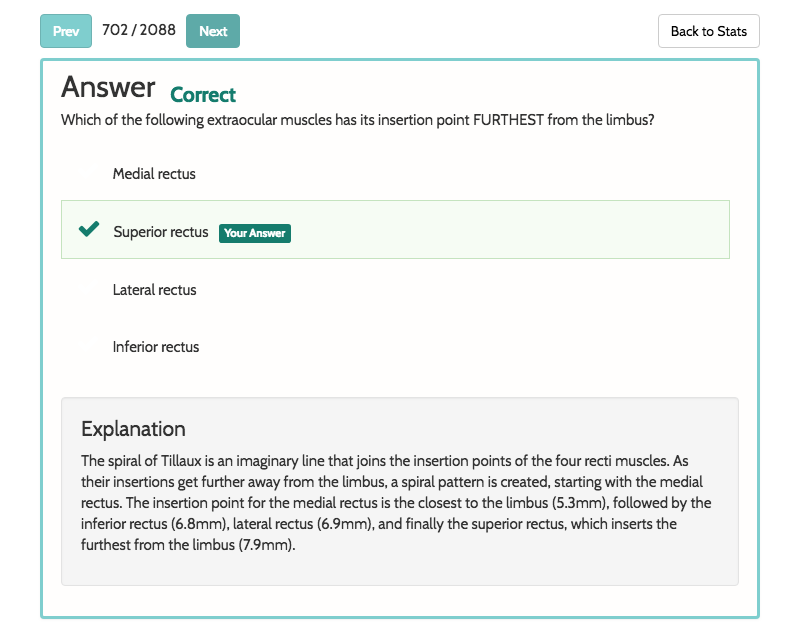 Prev 702 / 2088 Next Back to Stats
Answer Correct
Which of the following extraocular muscles has its insertion point FURTHEST from the limbus?
Medial rectus
Superior rectus Your Answer
Lateral rectus
Inferior rectus
Explanation
The spiral of Tillaux is an imaginary line that joins the insertion points of the four recti muscles. As
their insertions get further away from the limbus, a spiral pattern is created, starting with the medial
rectus. The insertion point for the medial rectus is the closest to the limbus (5.3mm), followed by the
inferior rectus (6.8mm), lateral rectus (6.9mm), and finally the superior rectus, which inserts the
furthest from the limbus (7.9mm).